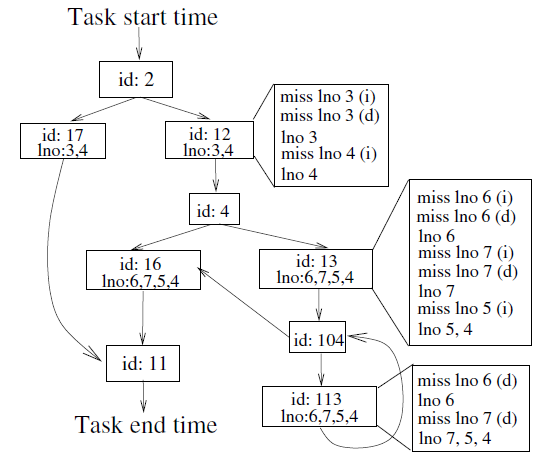 Task start time
id: 2
id: 17
lno:3,4
id: 12
lno:3,4
miss lno 3 (i)
miss lno 3 (d)
lno 3
miss lno 4 (i)
lno 4
id: 4
id: 16
lno:6,7,5,4
id: 13
lno:6,7,5,4
miss lno 6 (i)
miss lno 6 (d)
lno 6
miss lno 7 (i)
miss lno 7 (d)
lno 7
miss lno 5 (i)
lno 5, 4
id: 104
id: 11
id: 113
lno:6,7,5,4
miss lno 6 (d)
lno 6
miss lno 7 (d)
lno 7, 5, 4
Task end time